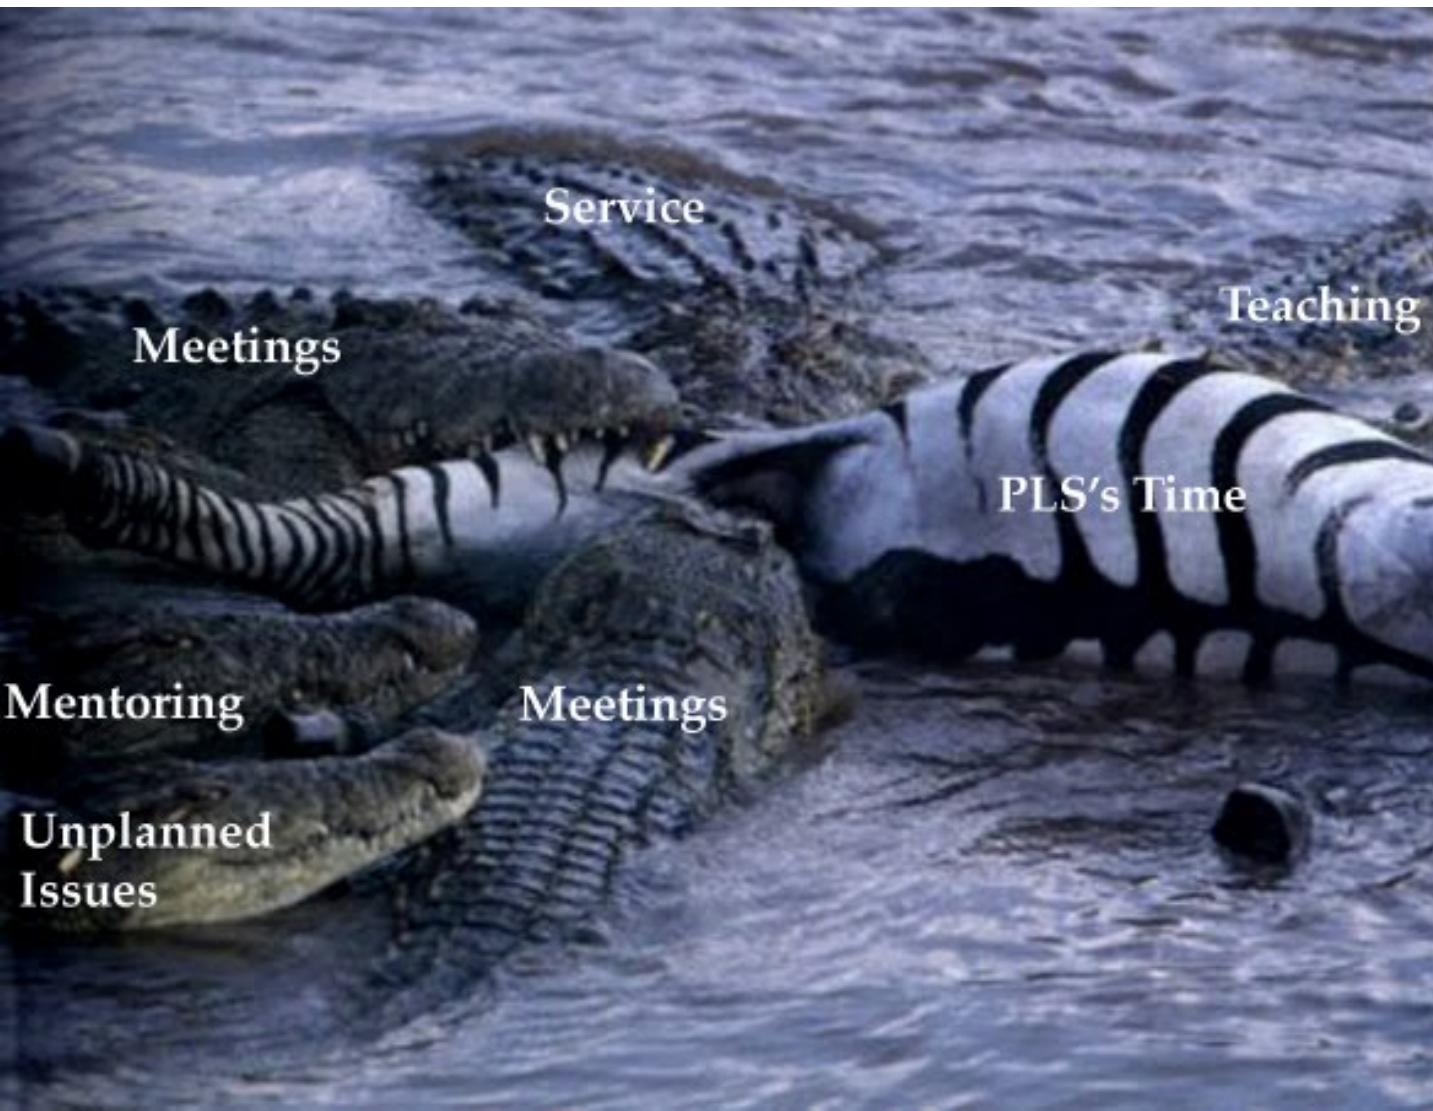 Service
Teaching
Meetings
PLS's Time
Mentoring
Meetings
Unplanned
Issues